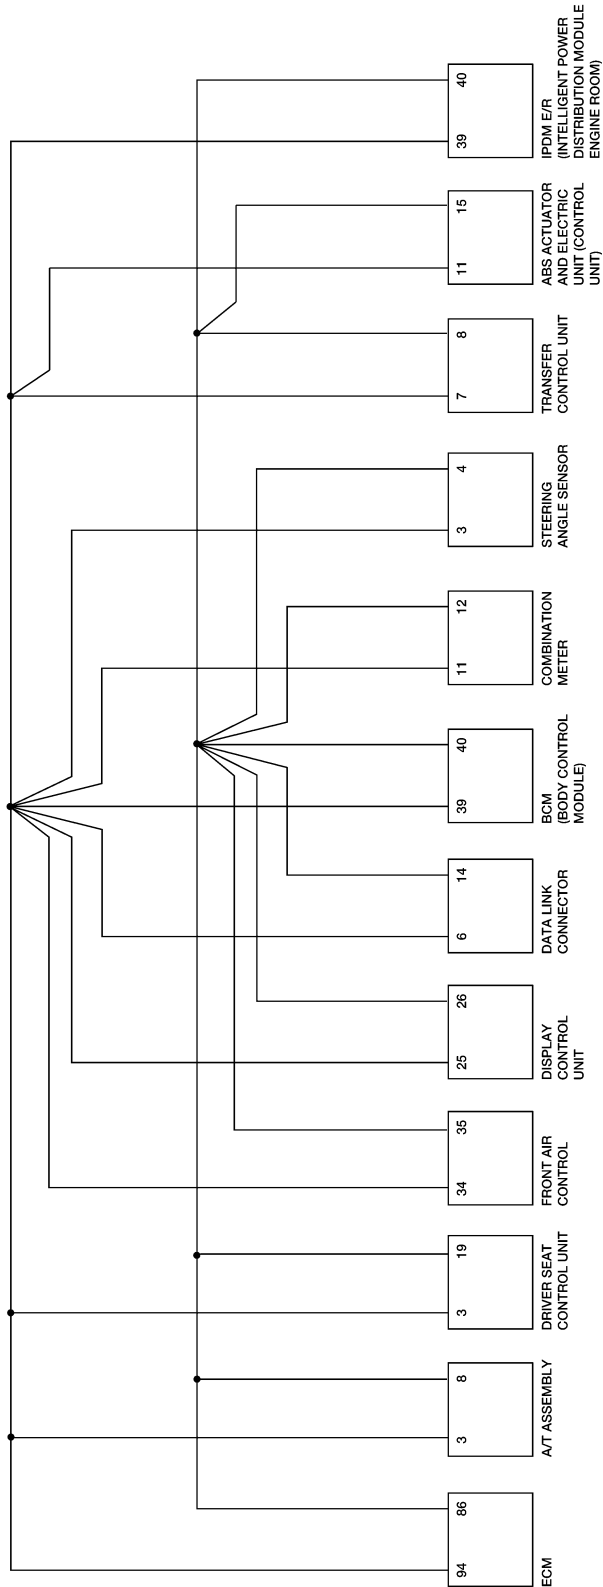 94
86
ECM
3
8
A/T ASSEMBLY
3
19
DRIVER SEAT
CONTROL UNIT
34
35
FRONT AIR
CONTROL
25
26
DISPLAY
CONTROL
UNIT
6
14
DATA LINK
CONNECTOR
39
40
BCM
(BODY CONTROL
MODULE)
11
12
COMBINATION
METER
3
4
STEERING
ANGLE SENSOR
7
8
TRANSFER
CONTROL UNIT
11
15
ABS ACTUATOR
AND ELECTRIC
UNIT (CONTROL
UNIT)
39
40
IPDM E/R
(INTELLIGENT POWER
DISTRIBUTION MODULE
ENGINE ROOM)